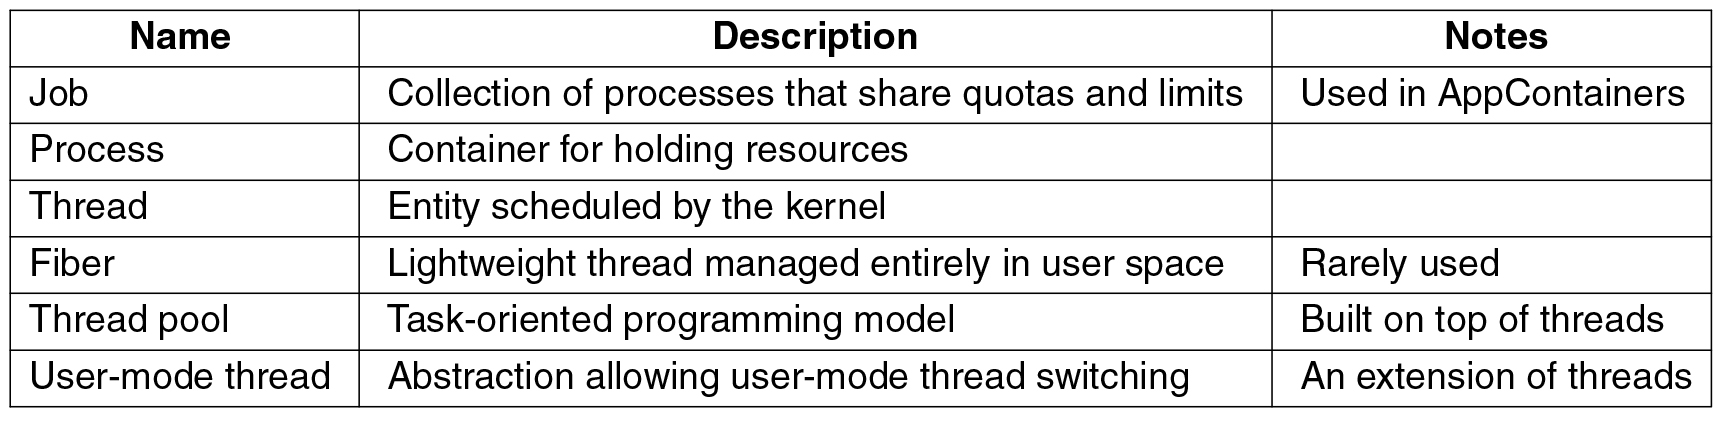 Name Description Notes
Job Collection of processes that share quotas and limits Used in AppContainers
Process Container for holding resources
Thread Entity scheduled by the kernel
Fiber Lightweight thread managed entirely in user space Rarely used
Thread pool Task-oriented programming model Built on top of threads
User-mode thread Abstraction allowing user-mode thread switching An extension of threads